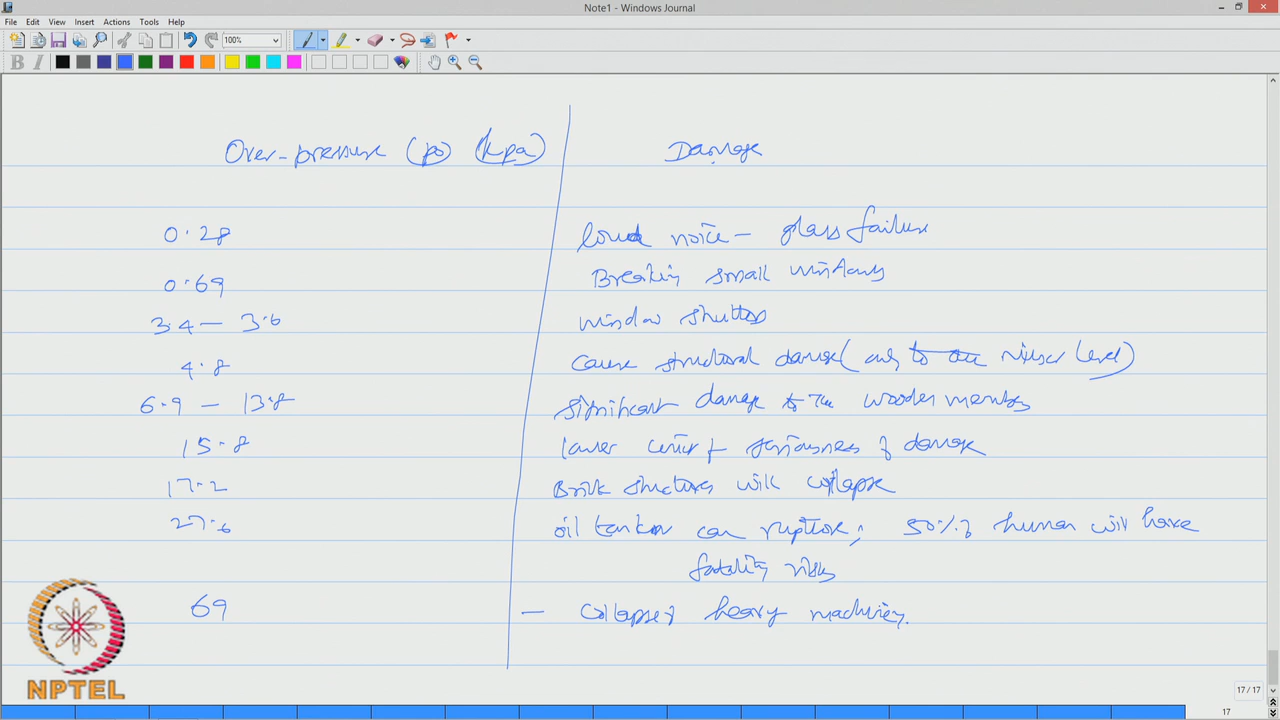 Note1 - Windows Journal
File Edit View Insert Actions Tools Help
100%
B I
Over-pressure (po) (kpa) Damage
0.28 loud noice - glass failure
0.69 Breaking small windows
3.4 - 3.6 window shutters
4.8 cause structural damage (only to are minor level)
6.9 - 13.8 significant damage to the wooden members
15.8 lower limit of seriousness of damage
17.2 Brick structures will collapse
27.6 oil tanker can rupture; 50% of human will have
fatality risks
69 - collapse of heavy machinery.
NPTEL
17 / 17
17